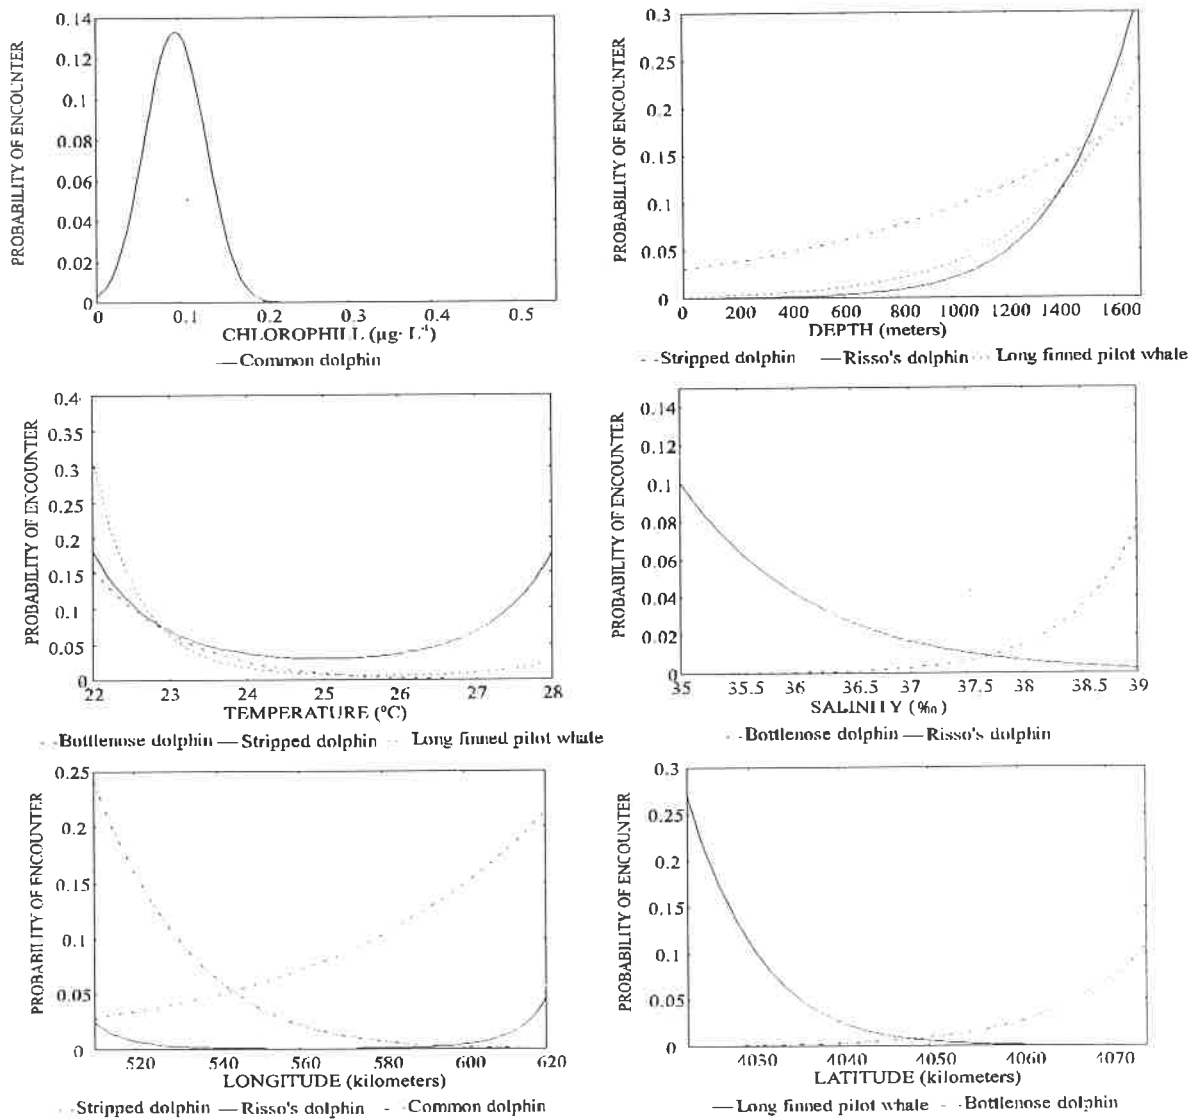 PROBABILITY OF ENCOUNTER
0.14
0.12
0.1
0.08
0.06
0.04
0.02
0
0 0.1 0.2 0.3 0.4 0.5
CHLOROPHILL (µg· L⁻¹)
— Common dolphin
PROBABILITY OF ENCOUNTER
0.3
0.2
0.15
0.1
0.05
0
0 200 400 600 800 1000 1200 1400 1600
DEPTH (meters)
Stripped dolphin — Risso's dolphin Long finned pilot whale
PROBABILITY OF ENCOUNTER
0.4
0.35
0.3
0.25
0.2
0.15
0.1
0.05
0
22 23 24 25 26 27 28
TEMPERATURE (ºC)
Bottlenose dolphin — Stripped dolphin Long finned pilot whale
PROBABILITY OF ENCOUNTER
0.14
0.12
0.1
0.08
0.06
0.04
0.02
0
35 35.5 36 36.5 37 37.5 38 38.5 39
SALINITY (‰)
Bottlenose dolphin — Risso's dolphin
PROBABILITY OF ENCOUNTER
0.25
0.2
0.15
0.1
0.05
0
520 540 560 580 600 620
LONGITUDE (kilometers)
Stripped dolphin — Risso's dolphin - Common dolphin
PROBABILITY OF ENCOUNTER
0.3
0.25
0.2
0.15
0.1
0.05
0
4030 4040 4050 4060 4070
LATITUDE (kilometers)
— Long finned pilot whale Bottlenose dolphin